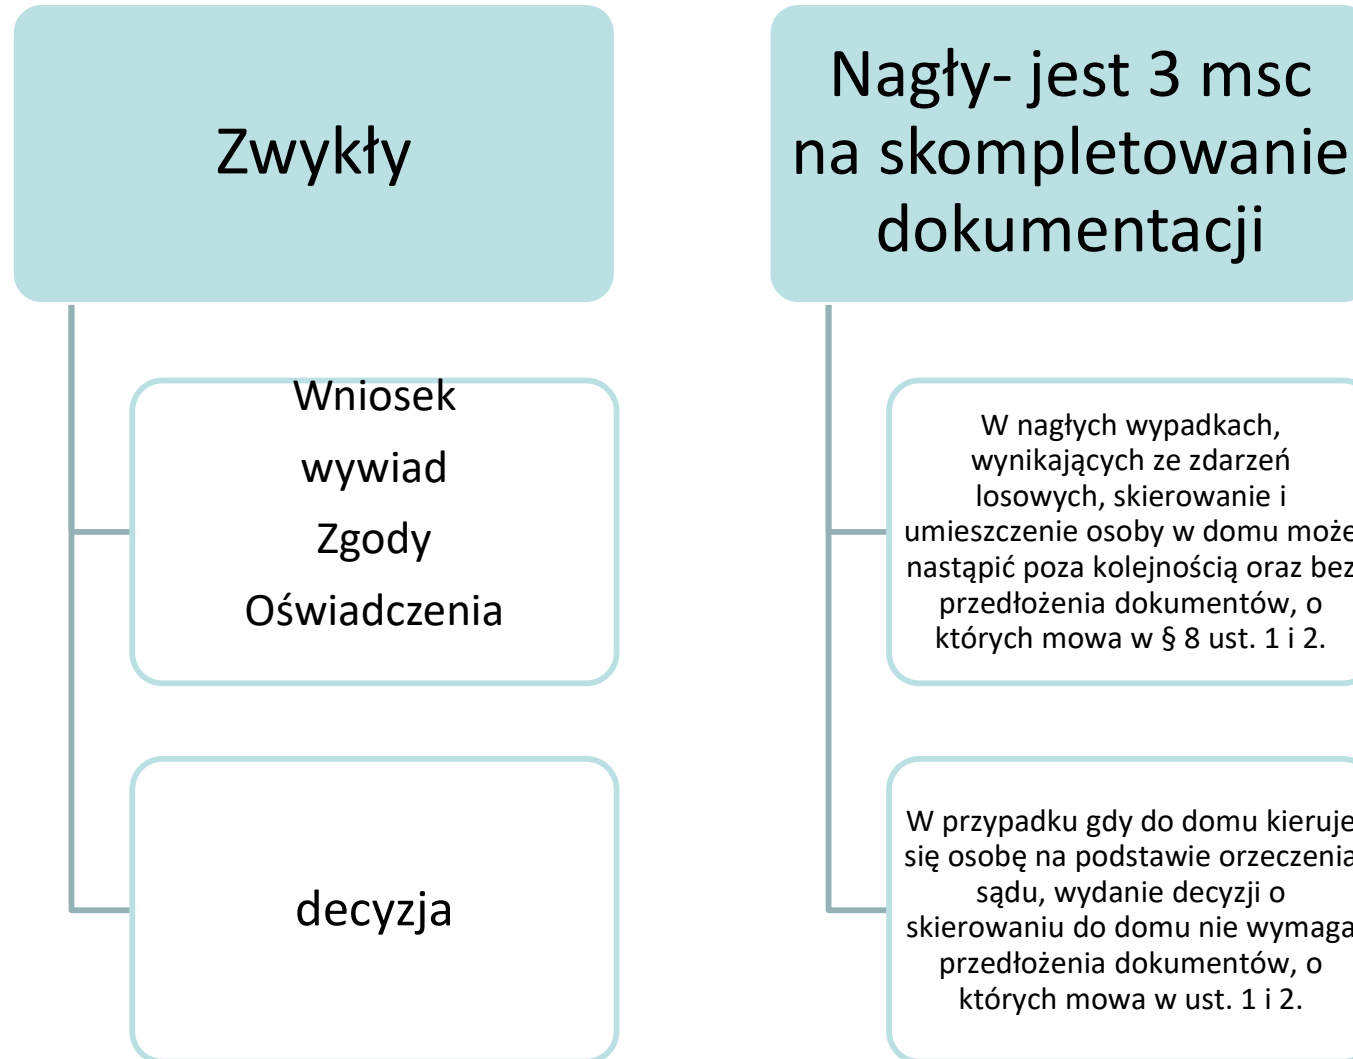 Zwykły
Wniosek
wywiad
Zgody
Oświadczenia
decyzja
Nagły- jest 3 msc
na skompletowanie
dokumentacji
W nagłych wypadkach,
wynikających ze zdarzeń
losowych, skierowanie i
umieszczenie osoby w domu może
nastąpić poza kolejnością oraz bez
przedłożenia dokumentów, o
których mowa w § 8 ust. 1 i 2.
W przypadku gdy do domu kieruje
się osobę na podstawie orzeczenia
sądu, wydanie decyzji o
skierowaniu do domu nie wymaga
przedłożenia dokumentów, o
których mowa w ust. 1 i 2.